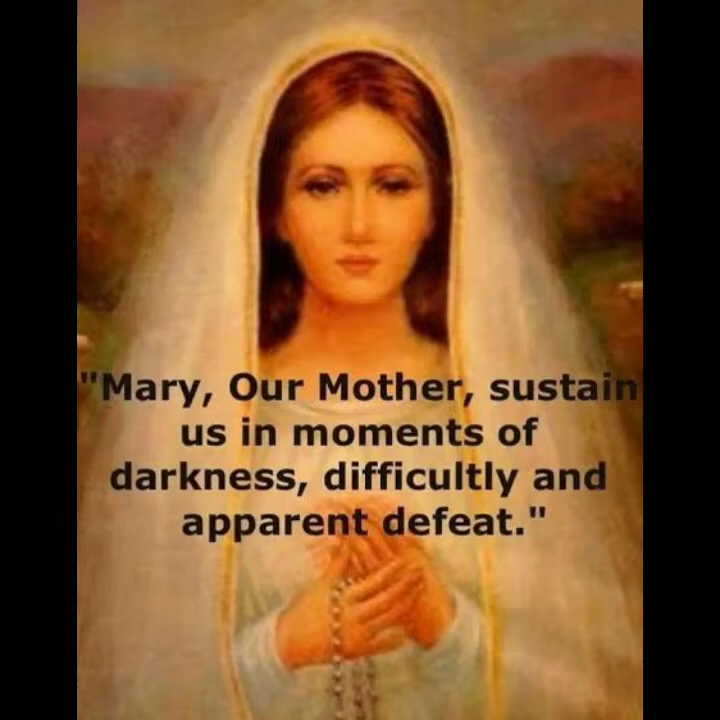 "Mary, Our Mother, sustain
us in moments of
darkness, difficultly and
apparent defeat."